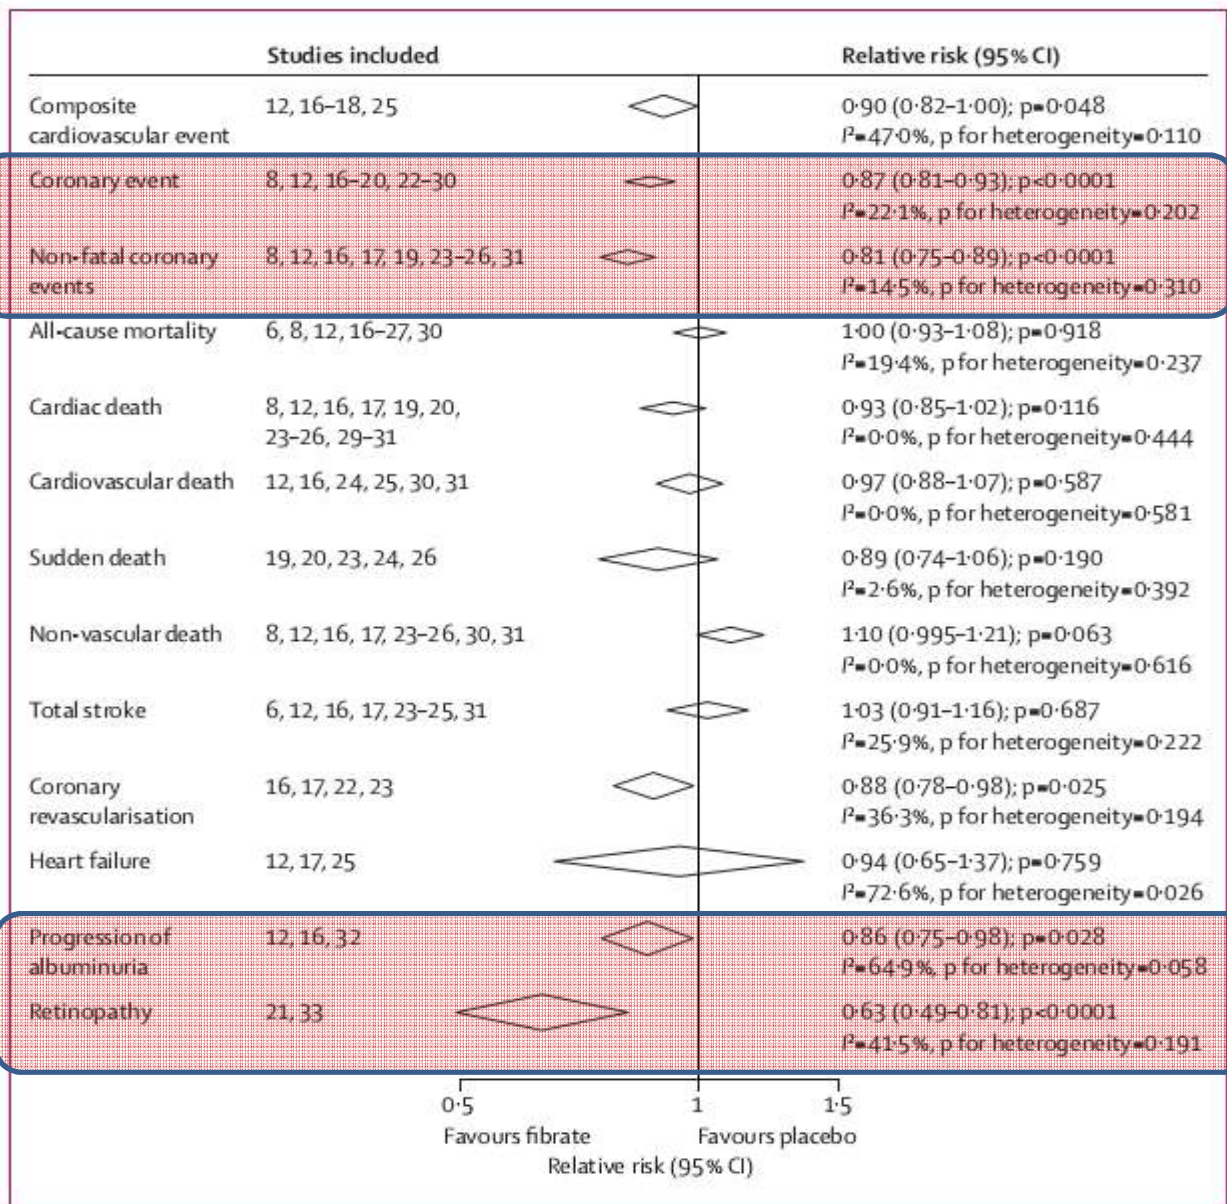 Studies included Relative risk (95% CI)
Composite 12, 16–18, 25 0·90 (0·82–1·00); p=0·048
cardiovascular event I²=47·0%, p for heterogeneity=0·110
Coronary event 8, 12, 16–20, 22–30 0·87 (0·81–0·93); p<0·0001
I²=22·1%, p for heterogeneity=0·202
Non-fatal coronary 8, 12, 16, 17, 19, 23–26, 31 0·81 (0·75–0·89); p<0·0001
events I²=14·5%, p for heterogeneity=0·310
All-cause mortality 6, 8, 12, 16–27, 30 1·00 (0·93–1·08); p=0·918
I²=19·4%, p for heterogeneity=0·237
Cardiac death 8, 12, 16, 17, 19, 20, 0·93 (0·85–1·02); p=0·116
23–26, 29–31 I²=0·0%, p for heterogeneity=0·444
Cardiovascular death 12, 16, 24, 25, 30, 31 0·97 (0·88–1·07); p=0·587
I²=0·0%, p for heterogeneity=0·581
Sudden death 19, 20, 23, 24, 26 0·89 (0·74–1·06); p=0·190
I²=2·6%, p for heterogeneity=0·392
Non-vascular death 8, 12, 16, 17, 23–26, 30, 31 1·10 (0·995–1·21); p=0·063
I²=0·0%, p for heterogeneity=0·616
Total stroke 6, 12, 16, 17, 23–25, 31 1·03 (0·91–1·16); p=0·687
I²=25·9%, p for heterogeneity=0·222
Coronary 16, 17, 22, 23 0·88 (0·78–0·98); p=0·025
revascularisation I²=36·3%, p for heterogeneity=0·194
Heart failure 12, 17, 25 0·94 (0·65–1·37); p=0·759
I²=72·6%, p for heterogeneity=0·026
Progression of 12, 16, 32 0·86 (0·75–0·98); p=0·028
albuminuria I²=64·9%, p for heterogeneity=0·058
Retinopathy 21, 33 0·63 (0·49–0·81); p<0·0001
I²=41·5%, p for heterogeneity=0·191
0·5 1 1·5
Favours fibrate Favours placebo
Relative risk (95% CI)